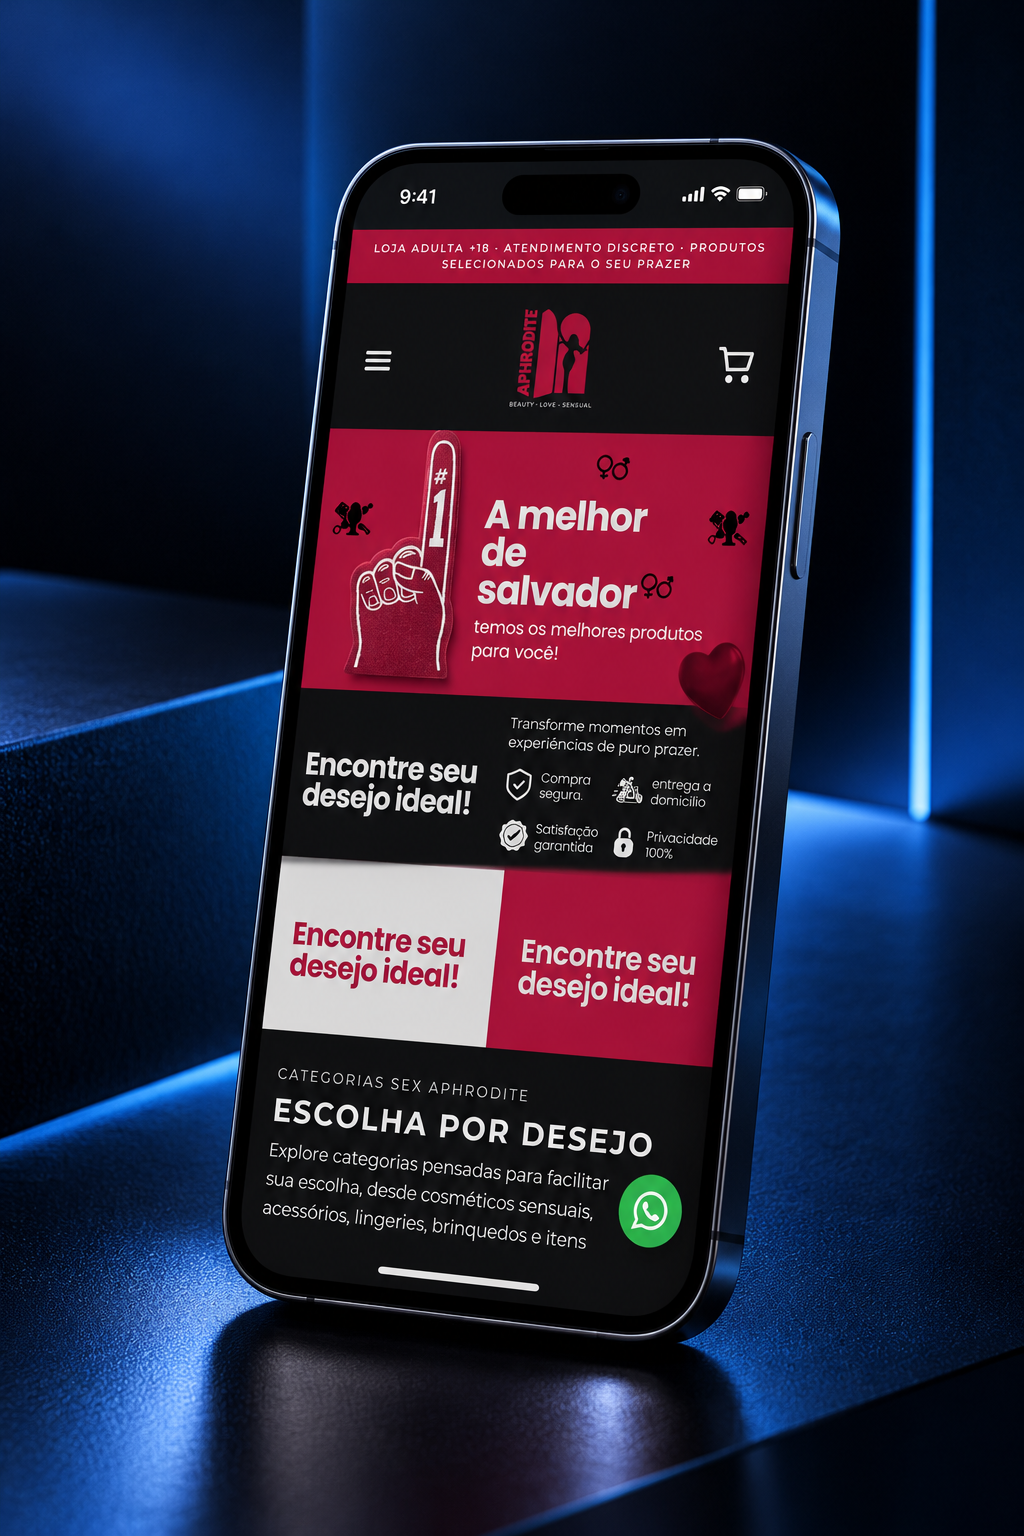 9:41
LOJA ADULTA +18 · ATENDIMENTO DISCRETO · PRODUTOS
SELECIONADOS PARA O SEU PRAZER
APHRODITE
BEAUTY · LOVE · SENSUAL
#1
A melhor
de
salvador
temos os melhores produtos
para você!
Encontre seu
desejo ideal!
Transforme momentos em
experiências de puro prazer.
Compra
segura.
entrega a
domicilio
Satisfação
garantida
Privacidade
100%
Encontre seu
desejo ideal!
Encontre seu
desejo ideal!
CATEGORIAS SEX APHRODITE
ESCOLHA POR DESEJO
Explore categorias pensadas para facilitar
sua escolha, desde cosméticos sensuais,
acessórios, lingeries, brinquedos e itens